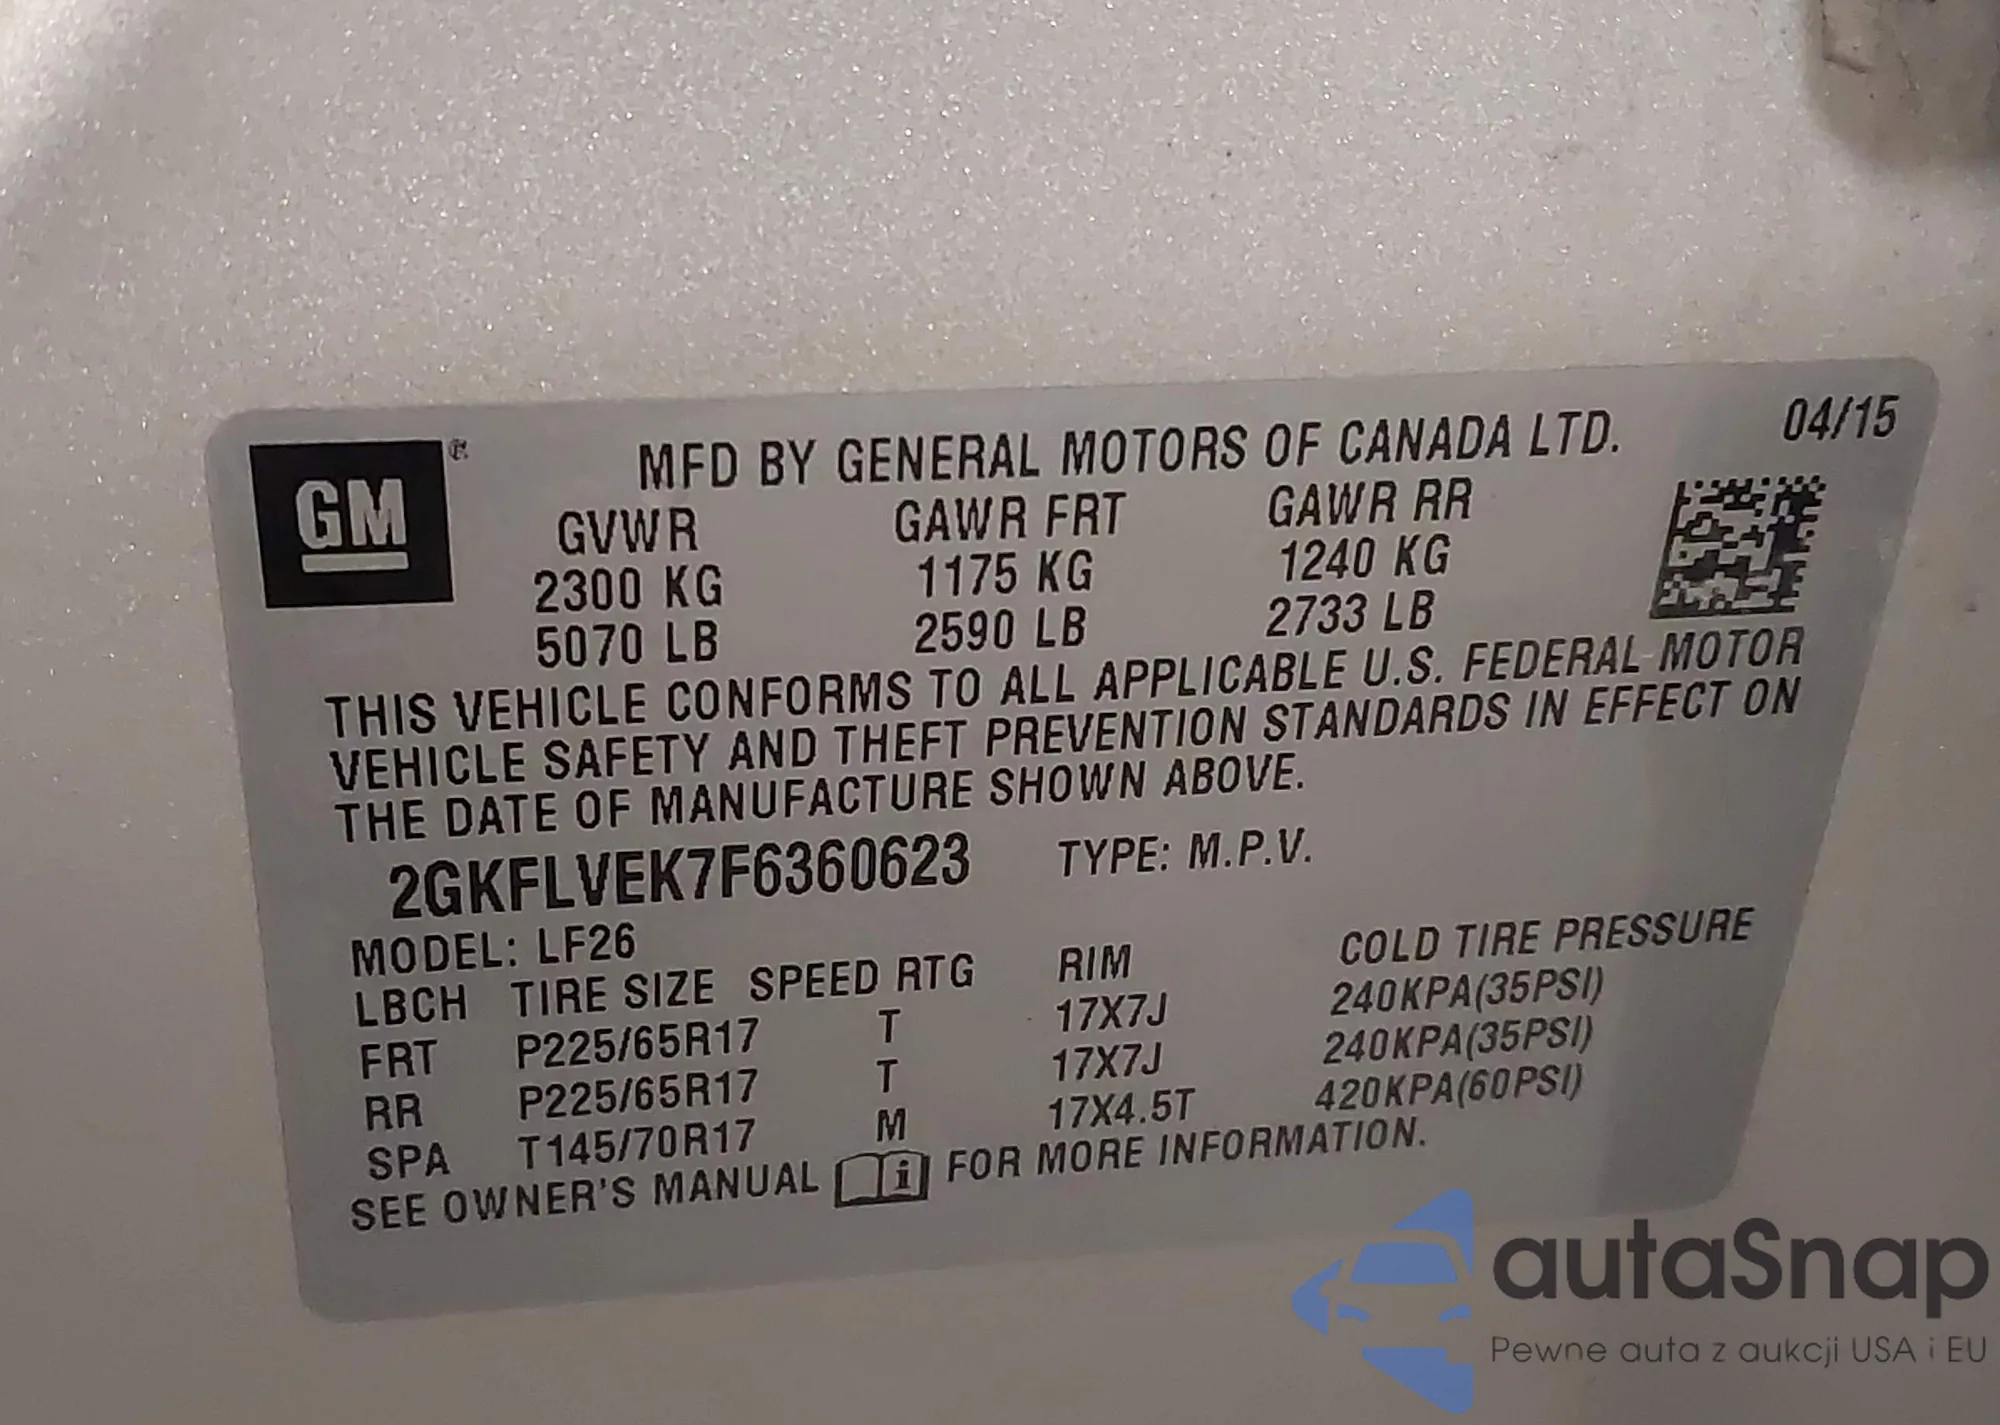 GM ®
MFD BY GENERAL MOTORS OF CANADA LTD. 04/15
GVWR GAWR FRT GAWR RR
2300 KG 1175 KG 1240 KG
5070 LB 2590 LB 2733 LB
THIS VEHICLE CONFORMS TO ALL APPLICABLE U.S. FEDERAL MOTOR
VEHICLE SAFETY AND THEFT PREVENTION STANDARDS IN EFFECT ON
THE DATE OF MANUFACTURE SHOWN ABOVE.
2GKFLVEK7F6360623 TYPE: M.P.V.
MODEL: LF26
LBCH TIRE SIZE SPEED RTG RIM COLD TIRE PRESSURE
FRT P225/65R17 T 17X7J 240KPA(35PSI)
RR P225/65R17 T 17X7J 240KPA(35PSI)
SPA T145/70R17 M 17X4.5T 420KPA(60PSI)
SEE OWNER'S MANUAL i FOR MORE INFORMATION.
autaSnap
Pewne auta z aukcji USA i EU